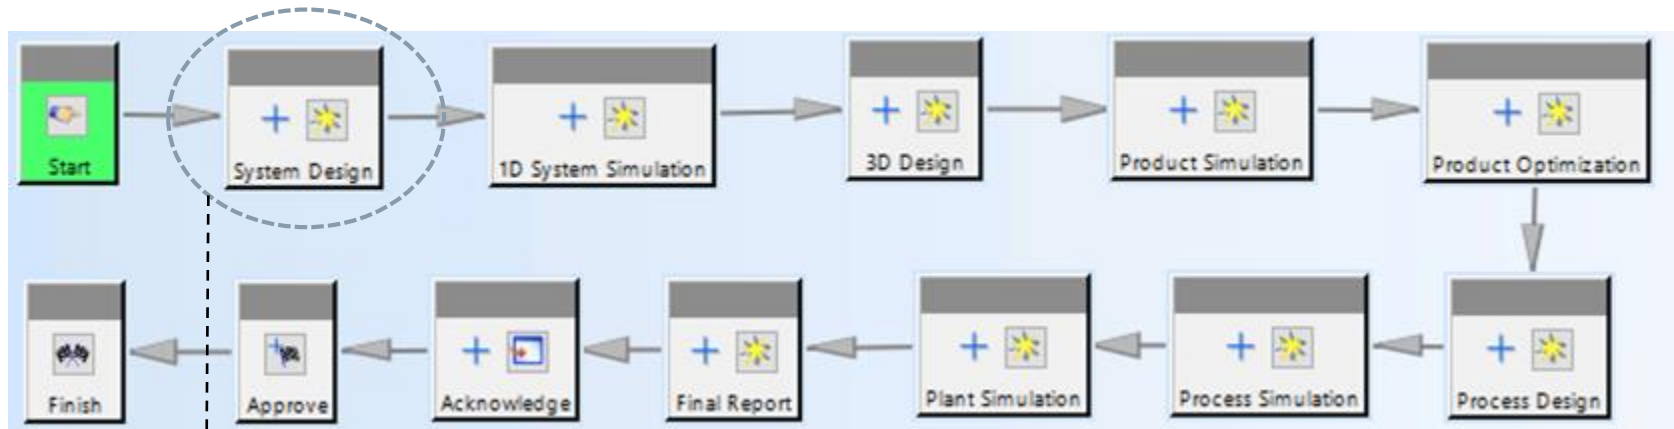 Start
System Design
1D System Simulation
3D Design
Product Simulation
Product Optimization
Process Design
Process Simulation
Plant Simulation
Final Report
Acknowledge
Approve
Finish